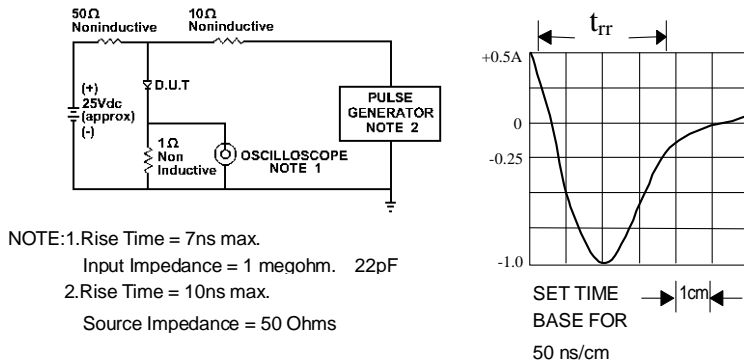 50Ω
Noninductive
10Ω
Noninductive
D.U.T
(+)
25Vdc
(approx)
(-)
PULSE
GENERATOR
NOTE 2
1Ω
Non
Inductive
OSCILLOSCOPE
NOTE 1
NOTE:1.Rise Time = 7ns max.
Input Impedance = 1 megohm. 22pF
2.Rise Time = 10ns max.
Source Impedance = 50 Ohms
trr
+0.5A
0
-0.25
-1.0
SET TIME
BASE FOR
50 ns/cm
1cm